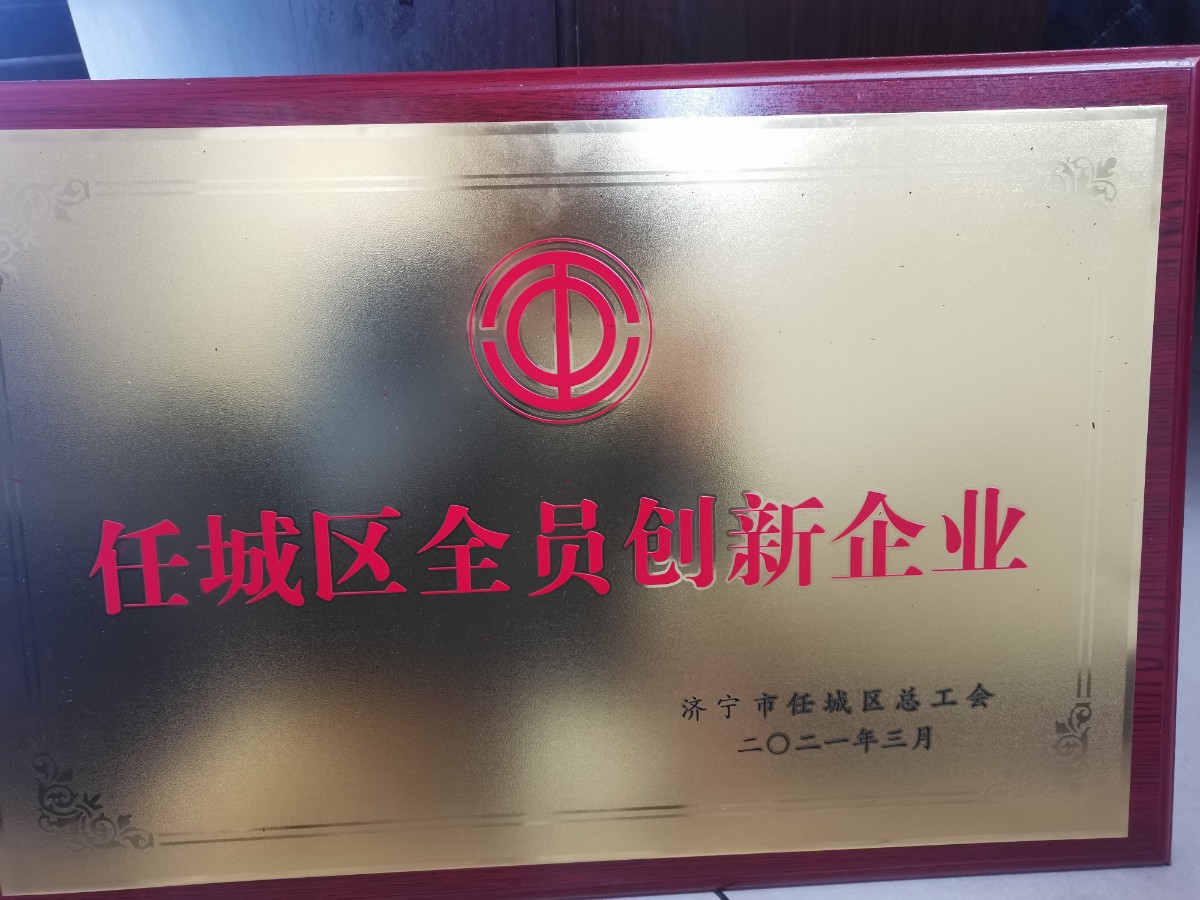 任城区全员创新企业
济宁市任城区总工会
二〇二一年三月